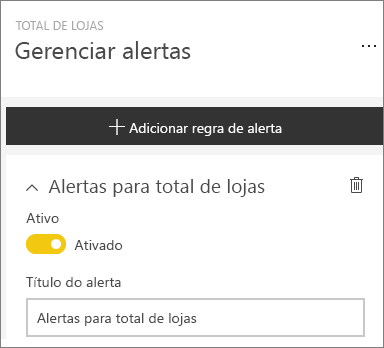 TOTAL DE LOJAS
Gerenciar alertas
Adicionar regra de alerta
Alertas para total de lojas
Ativo
Ativado
Título do alerta
Alertas para total de lojas